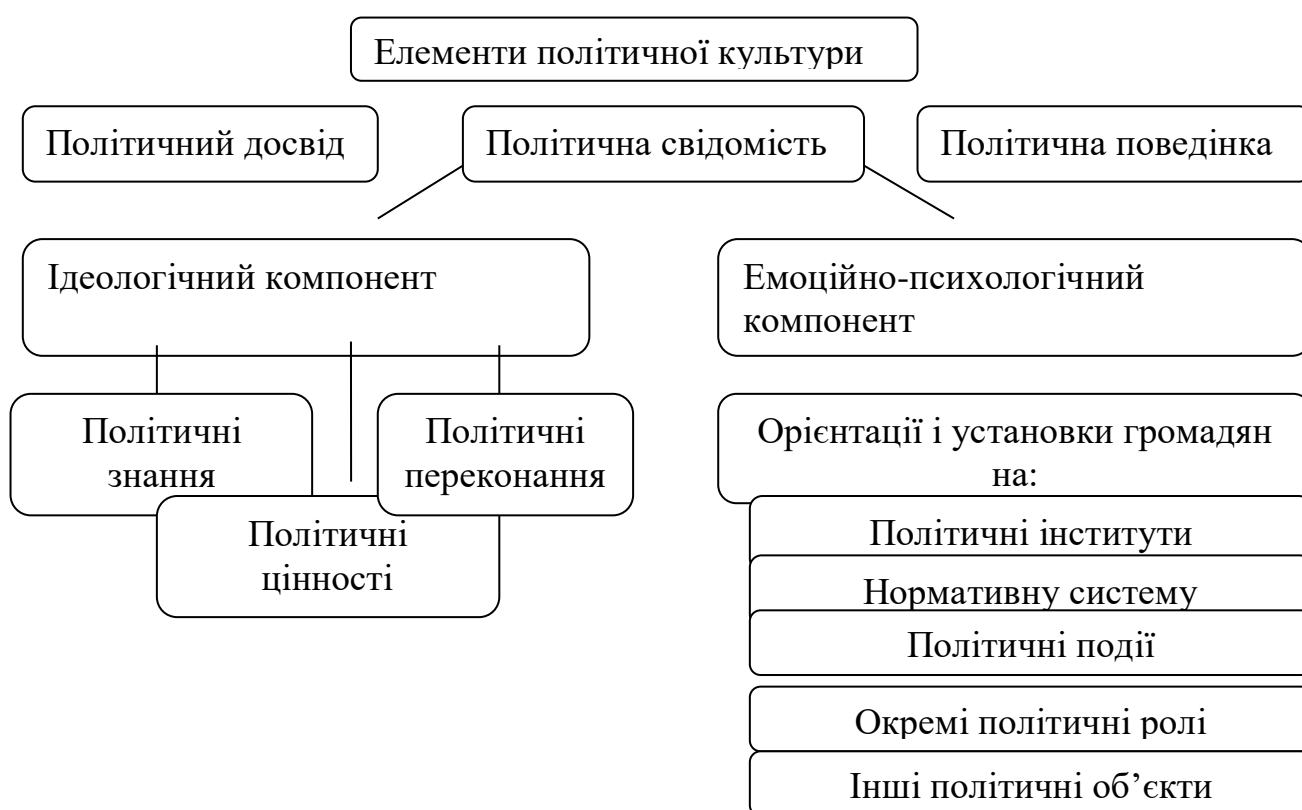 Елементи політичної культури
Політичний досвід
Політична свідомість
Політична поведінка
Ідеологічний компонент
Емоційно-психологічний
компонент
Політичні
знання
Політичні
переконання
Політичні
цінності
Орієнтації і установки громадян
на:
Політичні інститути
Нормативну систему
Політичні події
Окремі політичні ролі
Інші політичні об’єкти